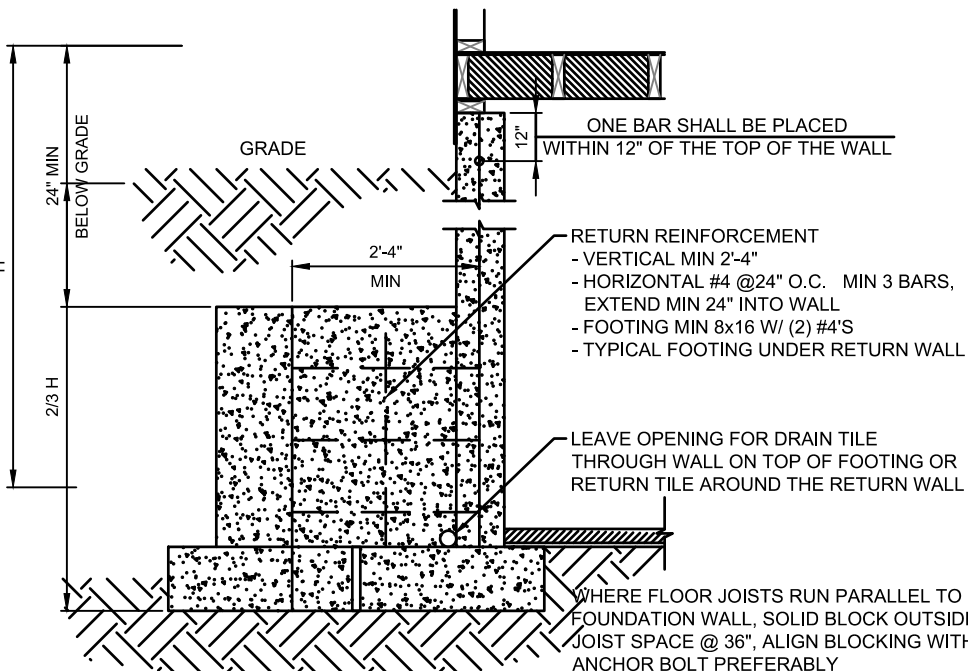 GRADE
24" MIN
BELOW GRADE
H
12"
ONE BAR SHALL BE PLACED
WITHIN 12" OF THE TOP OF THE WALL
2'-4"
MIN
2/3 H
RETURN REINFORCEMENT
- VERTICAL MIN 2'-4"
- HORIZONTAL #4 @24" O.C. MIN 3 BARS,
EXTEND MIN 24" INTO WALL
- FOOTING MIN 8x16 W/ (2) #4'S
- TYPICAL FOOTING UNDER RETURN WALL
LEAVE OPENING FOR DRAIN TILE
THROUGH WALL ON TOP OF FOOTING OR
RETURN TILE AROUND THE RETURN WALL
WHERE FLOOR JOISTS RUN PARALLEL TO
FOUNDATION WALL, SOLID BLOCK OUTSIDE
JOIST SPACE @ 36", ALIGN BLOCKING WITH
ANCHOR BOLT PREFERABLY